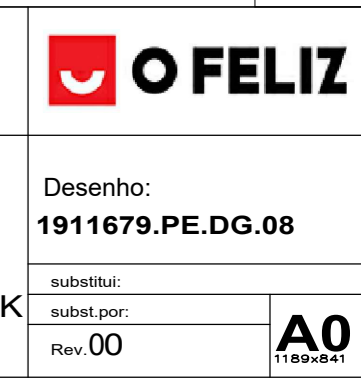 O FELIZ
Desenho:
1911679.PE.DG.08
substitui:
K
subst.por:
Rev.00
A0
1189x841